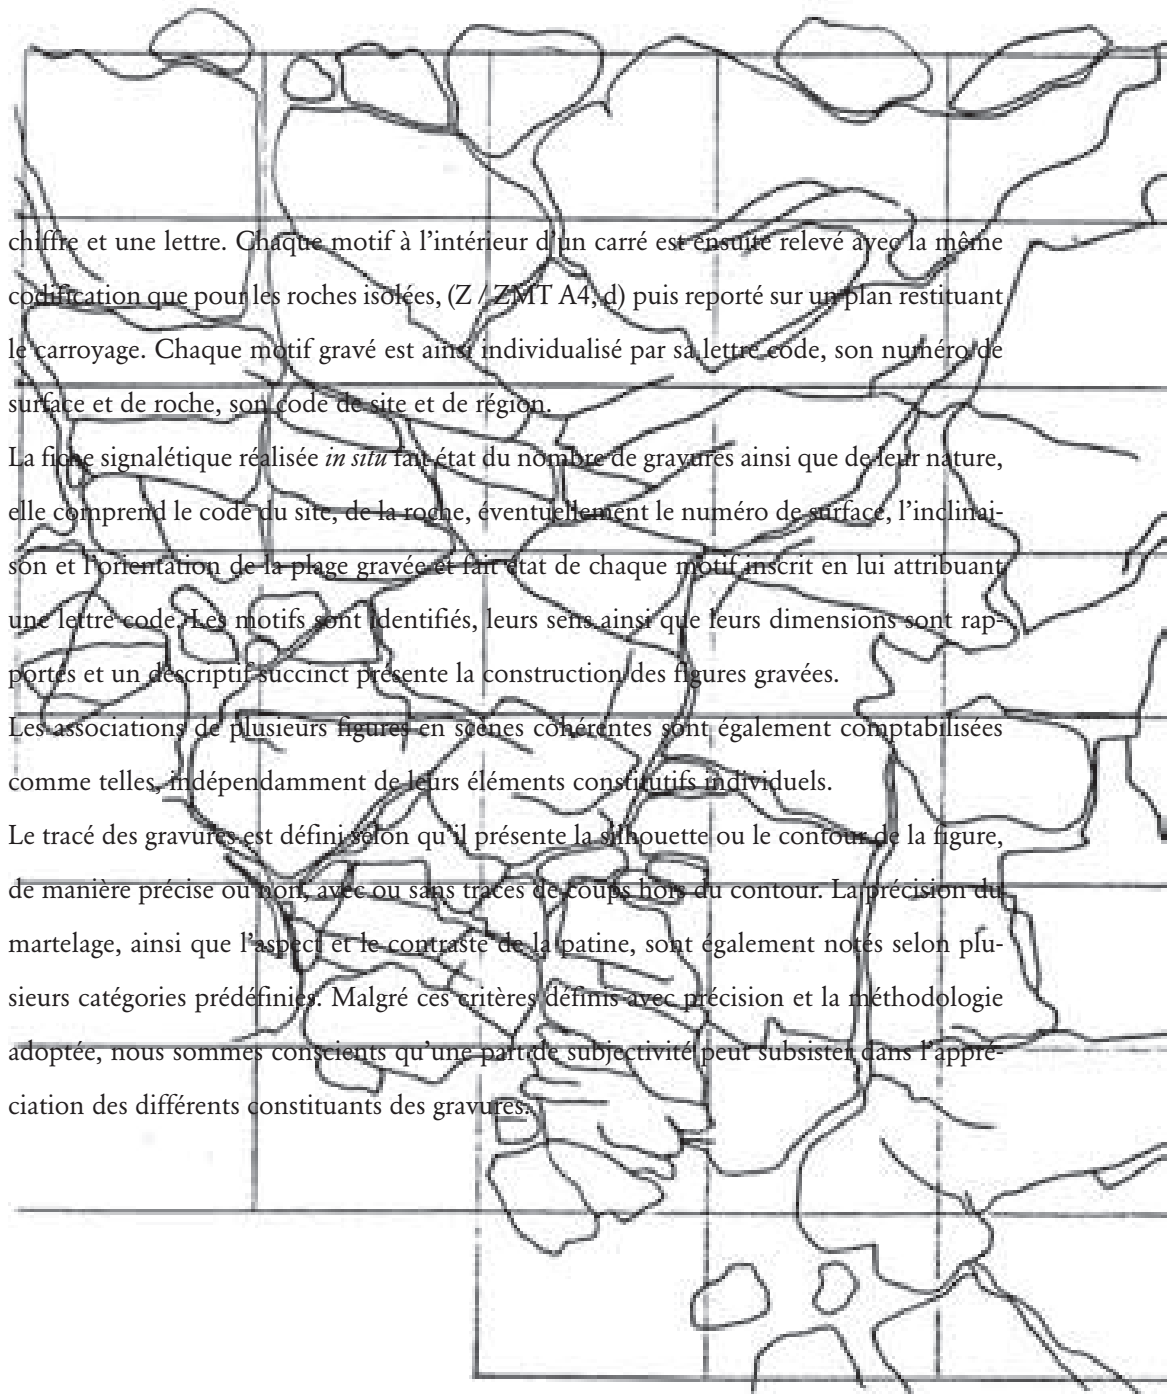 chiffre et une lettre. Chaque motif à l’intérieur d’un carré est ensuite relevé avec la même
codification que pour les roches isolées, (Z / ZMT A4, d) puis reporté sur un plan restituant
le carroyage. Chaque motif gravé est ainsi individualisé par sa lettre code, son numéro de
surface et de roche, son code de site et de région.
La fiche signalétique réalisée in situ fait état du nombre de gravures ainsi que de leur nature,
elle comprend le code du site, de la roche, éventuellement le numéro de surface, l’inclinai-
son et l’orientation de la plage gravée et fait état de chaque motif inscrit en lui attribuant
une lettre code. Les motifs sont identifiés, leurs sens ainsi que leurs dimensions sont rap-
portés et un descriptif succinct présente la construction des figures gravées.
Les associations de plusieurs figures en scènes cohérentes sont également comptabilisées
comme telles, indépendamment de leurs éléments constitutifs individuels.
Le tracé des gravures est défini selon qu’il présente la silhouette ou le contour de la figure,
de manière précise ou non, avec ou sans traces de coups hors du contour. La précision du
martelage, ainsi que l’aspect et le contraste de la patine, sont également notés selon plu-
sieurs catégories prédéfinies. Malgré ces critères définis avec précision et la méthodologie
adoptée, nous sommes conscients qu’une part de subjectivité peut subsister dans l’appré-
ciation des différents constituants des gravures.